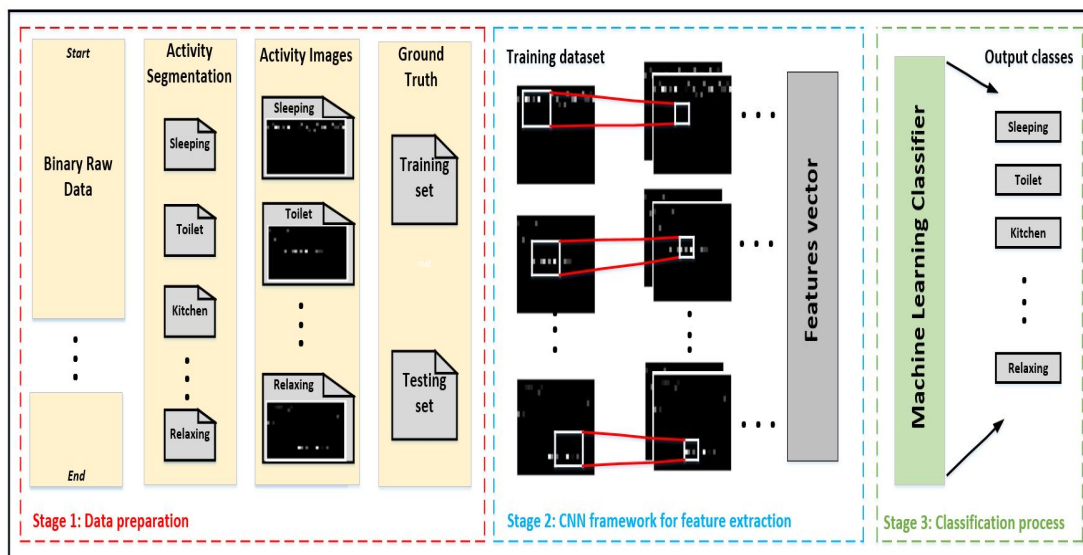 Start
Binary Raw
Data
End
Activity
Segmentation
Sleeping
Toilet
Kitchen
Relaxing
Activity Images
Sleeping
Toilet
Relaxing
Ground
Truth
Training
set
Testing
set
Stage 1: Data preparation
Training dataset
Features vector
Stage 2: CNN framework for feature extraction
Machine Learning Classifier
Output classes
Sleeping
Toilet
Kitchen
Relaxing
Stage 3: Classification process